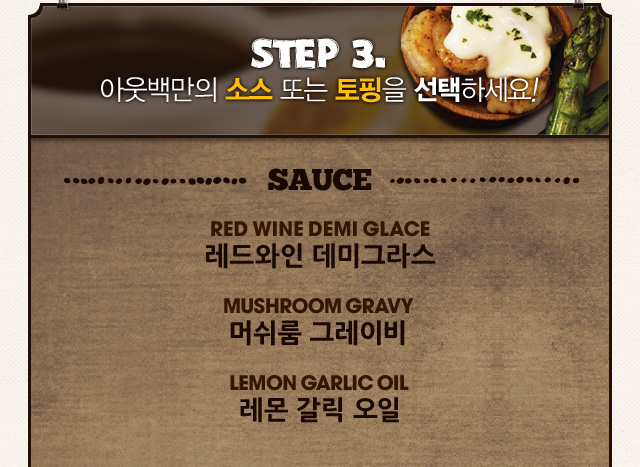 STEP 3.
아웃백만의 소스 또는 토핑을 선택하세요!
SAUCE
RED WINE DEMI GLACE
레드와인 데미그라스
MUSHROOM GRAVY
머쉬룸 그레이비
LEMON GARLIC OIL
레몬 갈릭 오일